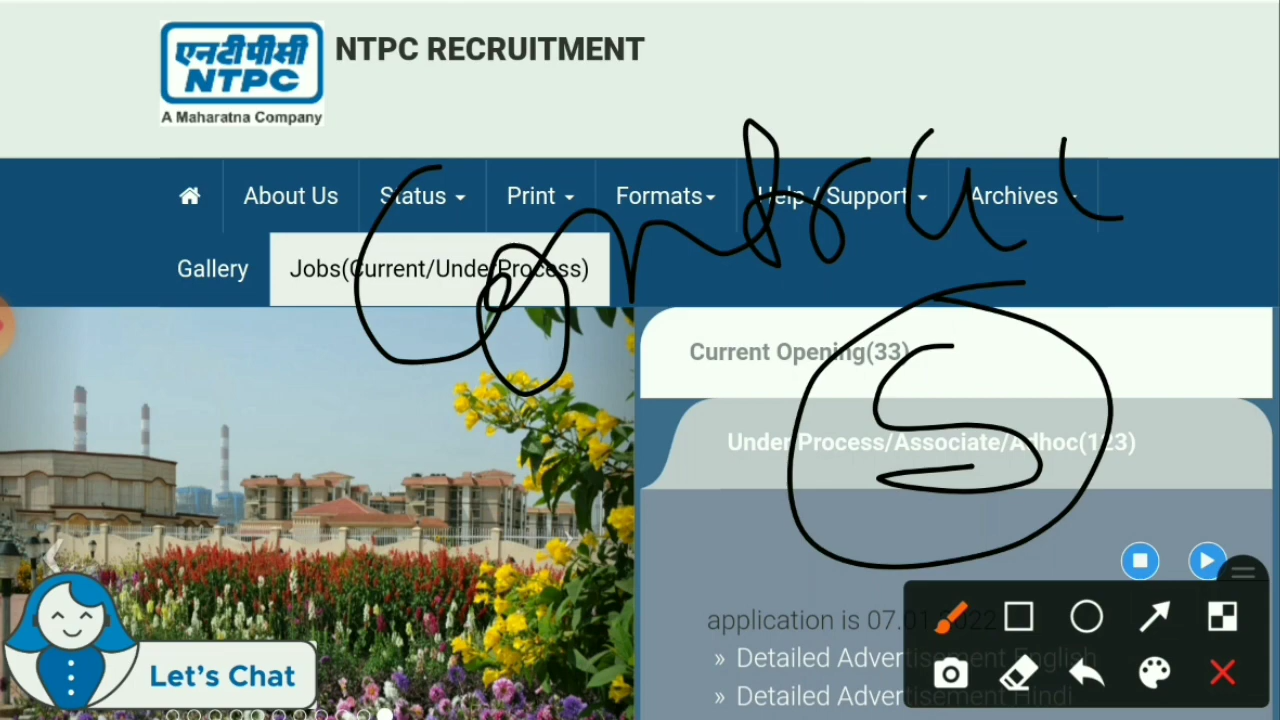 एनटीपीसी
NTPC
A Maharatna Company
NTPC RECRUITMENT
About Us
Status
Print
Formats
Help / Support
Archives
Gallery
Jobs(Current/UnderProcess)
Current Opening(33)
5
Under Process/Associate/Adhoc(123)
application is 07.01.2022
» Detailed Advertisement English
» Detailed Advertisement Hindi
Let's Chat